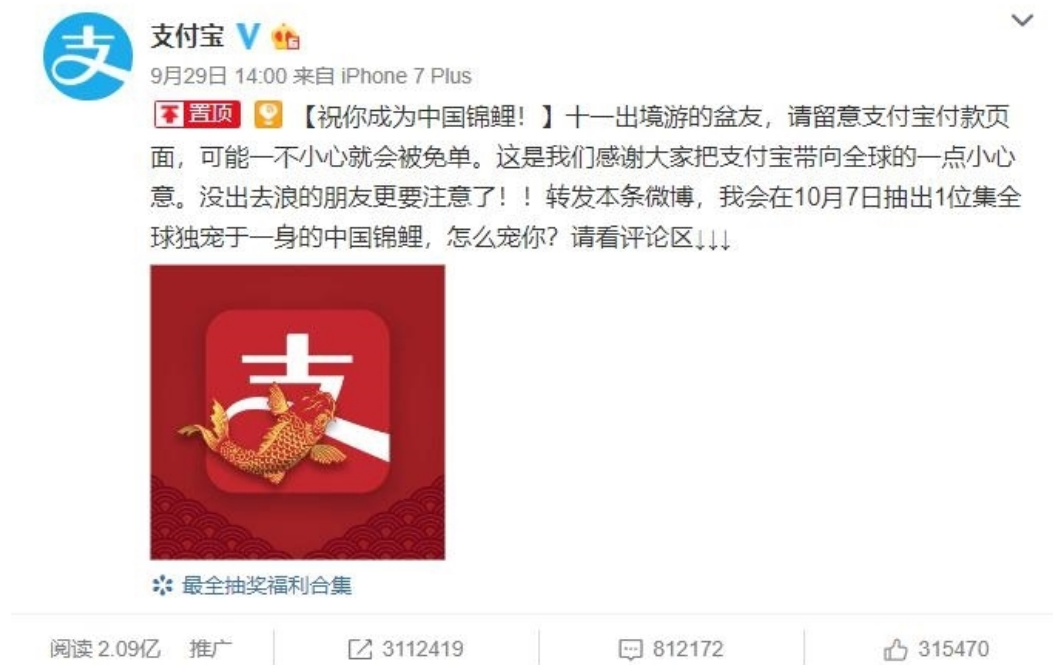 支付宝
9月29日 14:00 来自 iPhone 7 Plus
置顶 【祝你成为中国锦鲤！】十一出境游的盆友，请留意支付宝付款页
面，可能一不小心就会被免单。这是我们感谢大家把支付宝带向全球的一点小心
意。没出去浪的朋友更要注意了！！转发本条微博，我会在10月7日抽出1位集全
球独宠于一身的中国锦鲤，怎么宠你？请看评论区↓↓↓
支
最全抽奖福利合集
阅读 2.09亿 推广 3112419 812172 315470